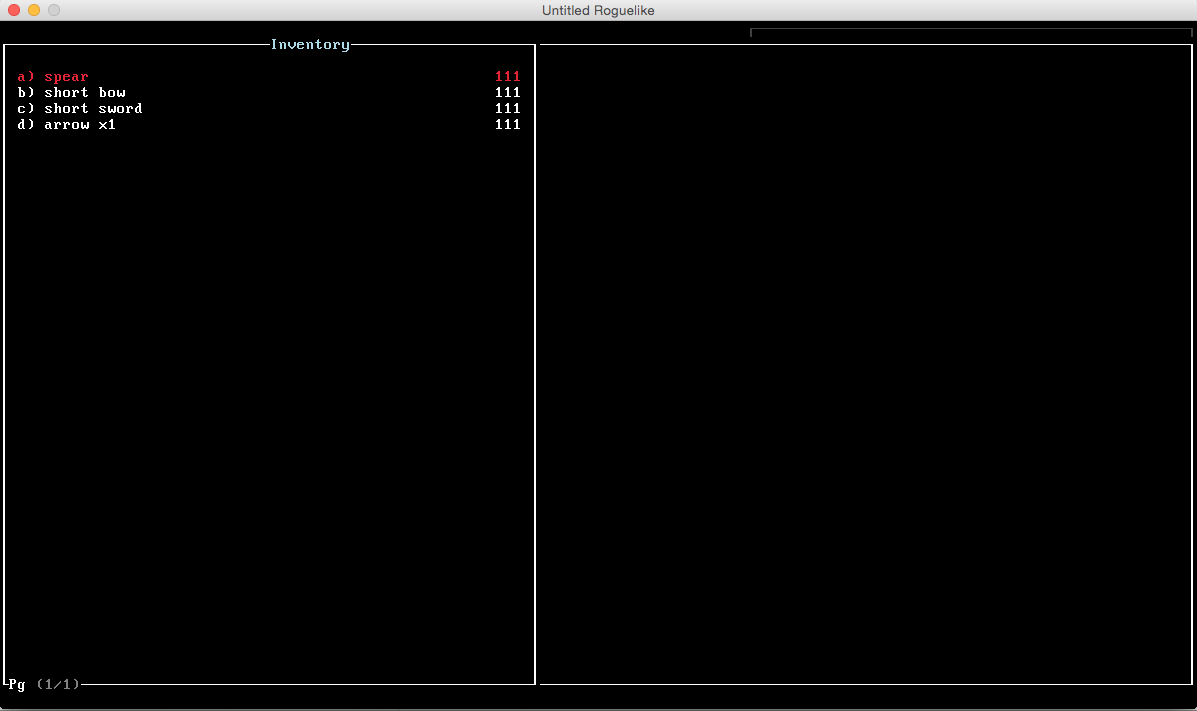 Untitled Roguelike
Inventory
a) spear 111
b) short bow 111
c) short sword 111
d) arrow x1 111
Pg (1/1)